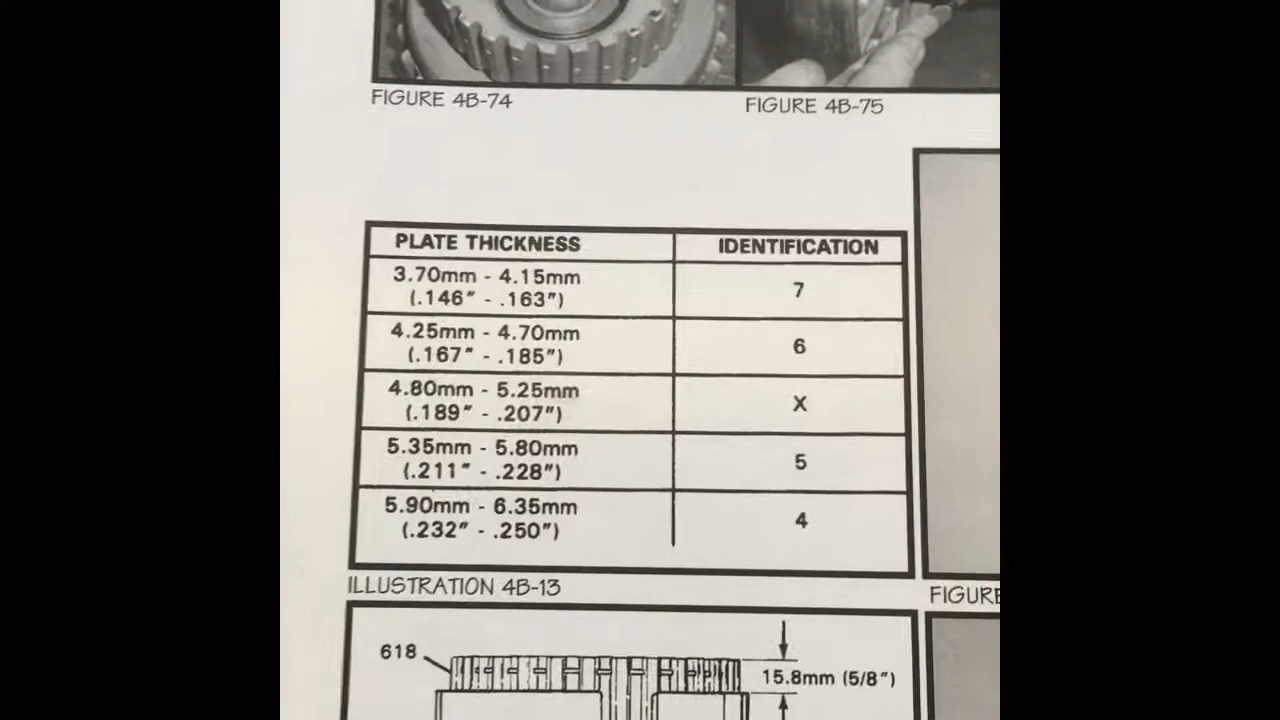 FIGURE 4B-74
FIGURE 4B-75
PLATE THICKNESS IDENTIFICATION
3.70mm - 4.15mm
(.146" - .163")
7
4.25mm - 4.70mm
(.167" - .185")
6
4.80mm - 5.25mm
(.189" - .207")
X
5.35mm - 5.80mm
(.211" - .228")
5
5.90mm - 6.35mm
(.232" - .250")
4
ILLUSTRATION 4B-13
FIGURE
618
15.8mm (5/8")